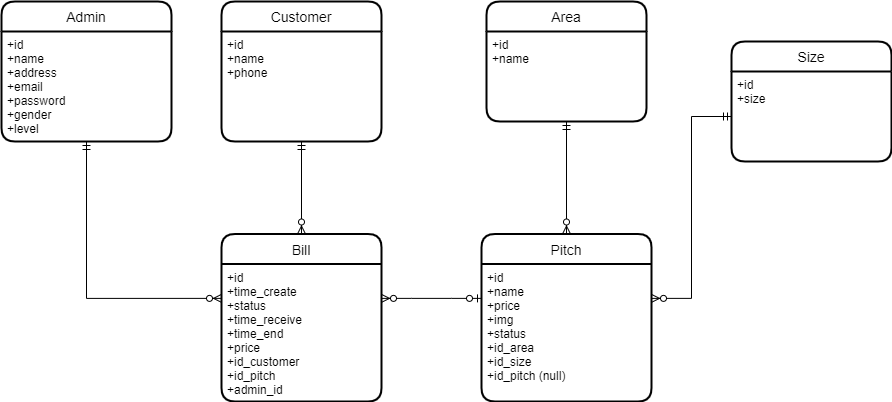 Admin
+id
+name
+address
+email
+password
+gender
+level
Customer
+id
+name
+phone
Area
+id
+name
Size
+id
+size
Bill
+id
+time_create
+status
+time_receive
+time_end
+price
+id_customer
+id_pitch
+admin_id
Pitch
+id
+name
+price
+img
+status
+id_area
+id_size
+id_pitch (null)